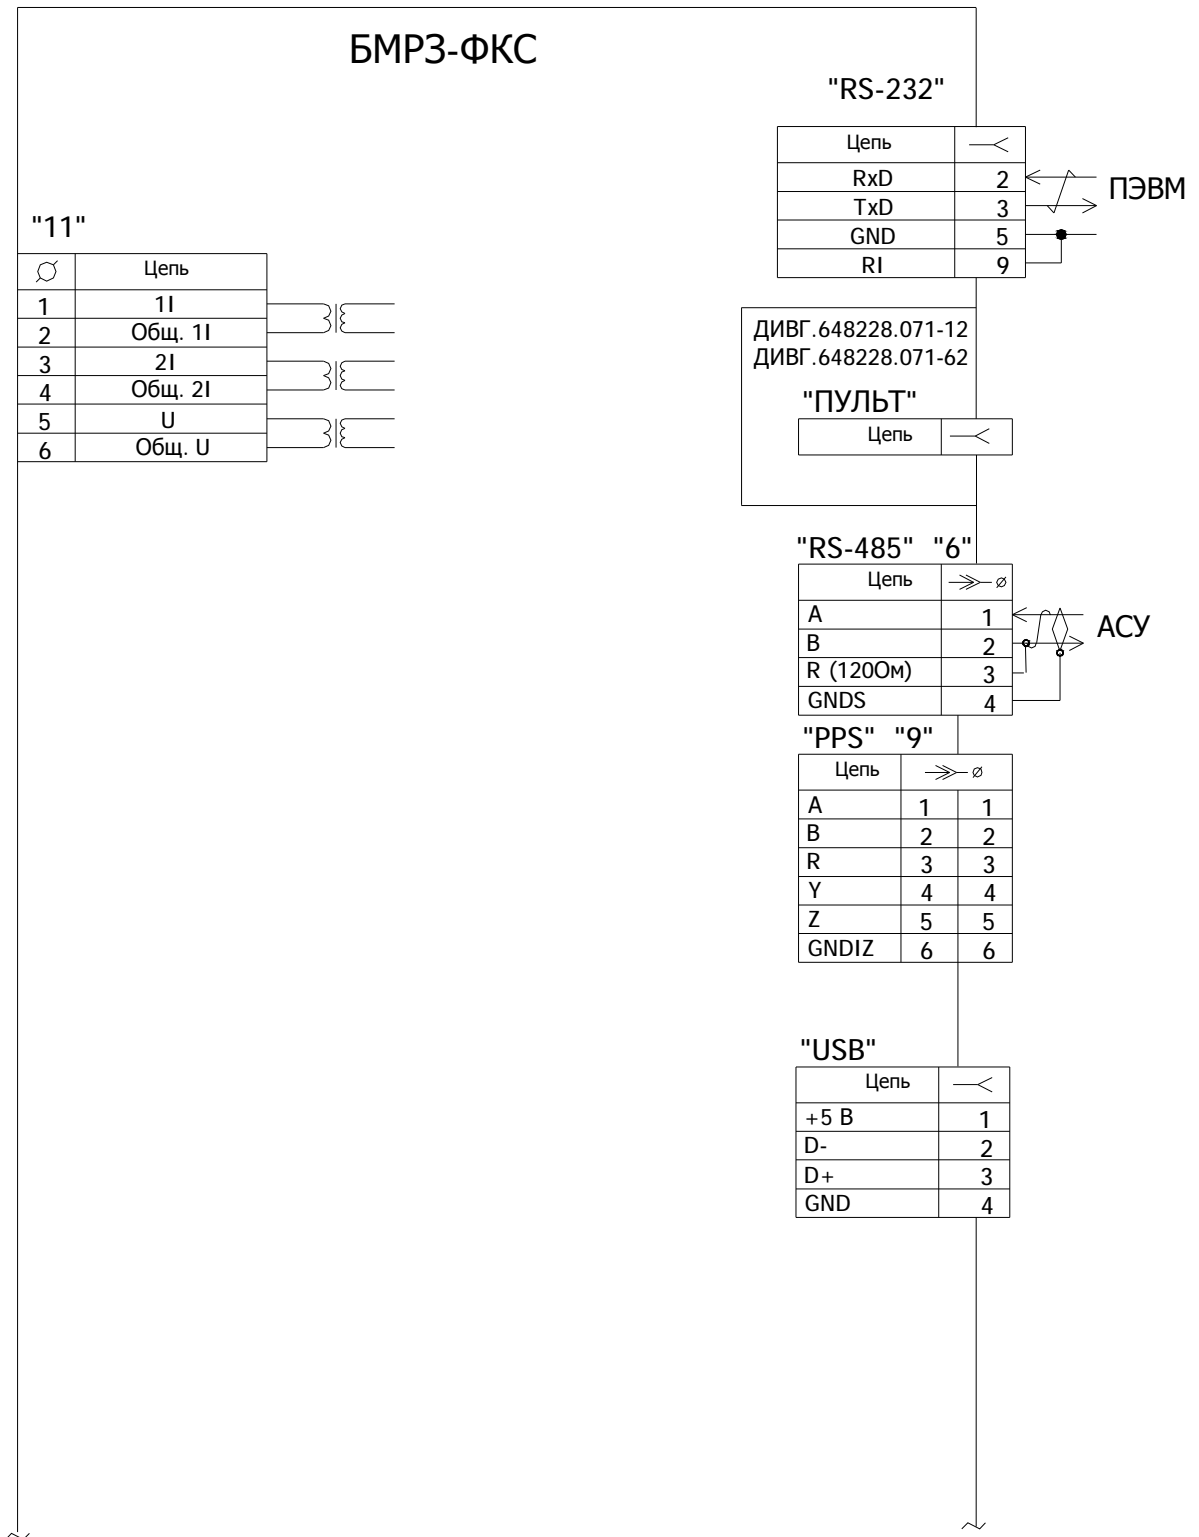 БМРЗ-ФКС
"RS-232"
Цепь
RxD 2
TxD 3
GND 5
RI 9
ПЭВМ
"11"
Цепь
1 1I
2 Общ. 1I
3 2I
4 Общ. 2I
5 U
6 Общ. U
ДИВГ.648228.071-12
ДИВГ.648228.071-62
"ПУЛЬТ"
Цепь
"RS-485" "6"
Цепь
A 1
B 2
R (120Ом) 3
GNDS 4
АСУ
"PPS" "9"
Цепь
A 1 1
B 2 2
R 3 3
Y 4 4
Z 5 5
GNDIZ 6 6
"USB"
Цепь
+5 В 1
D- 2
D+ 3
GND 4